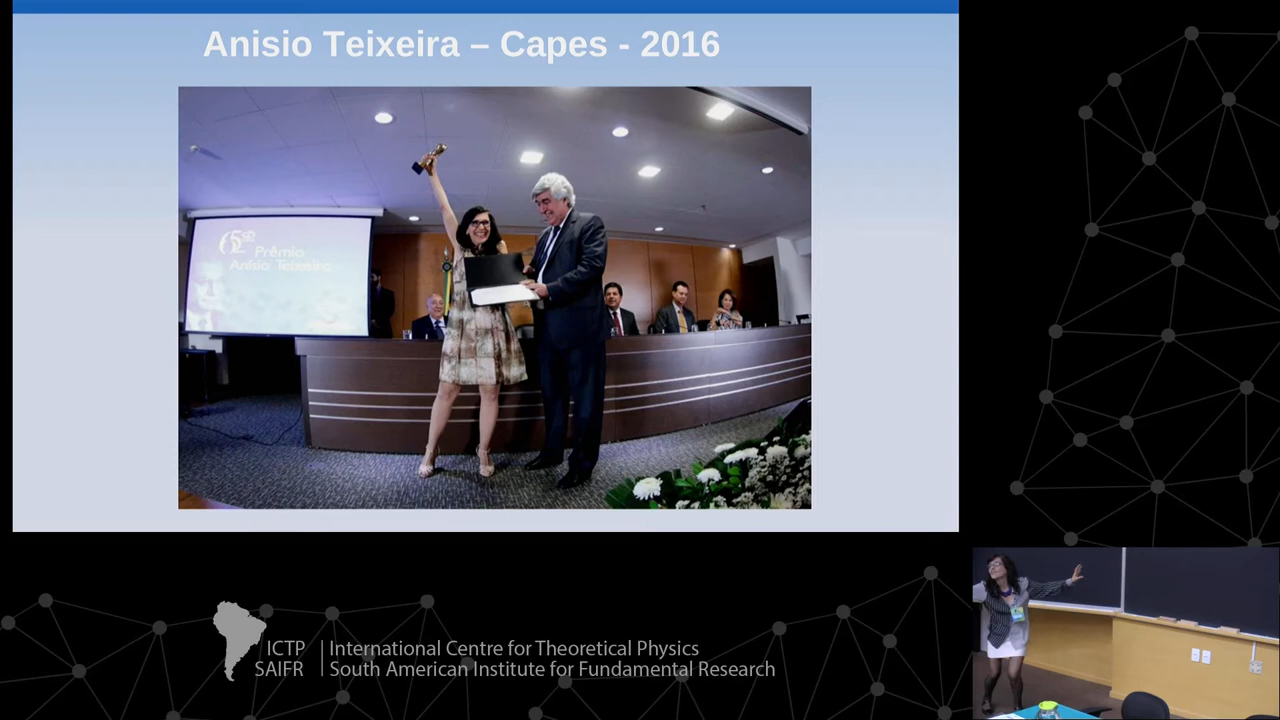 Anisio Teixeira – Capes - 2016
65
Prêmio
Anísio Teixeira
ICTP
SAIFR
International Centre for Theoretical Physics
South American Institute for Fundamental Research